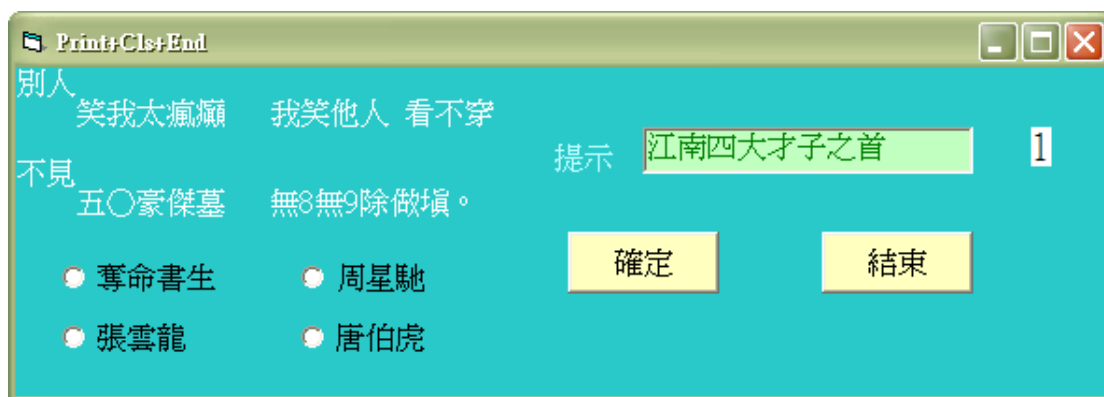 Print+Cls+End
別人
笑我太瘋癲 我笑他人 看不穿
不見
五〇豪傑墓 無8無9除做塡。
提示 江南四大才子之首 1
確定 結束
奪命書生 周星馳
張雲龍 唐伯虎